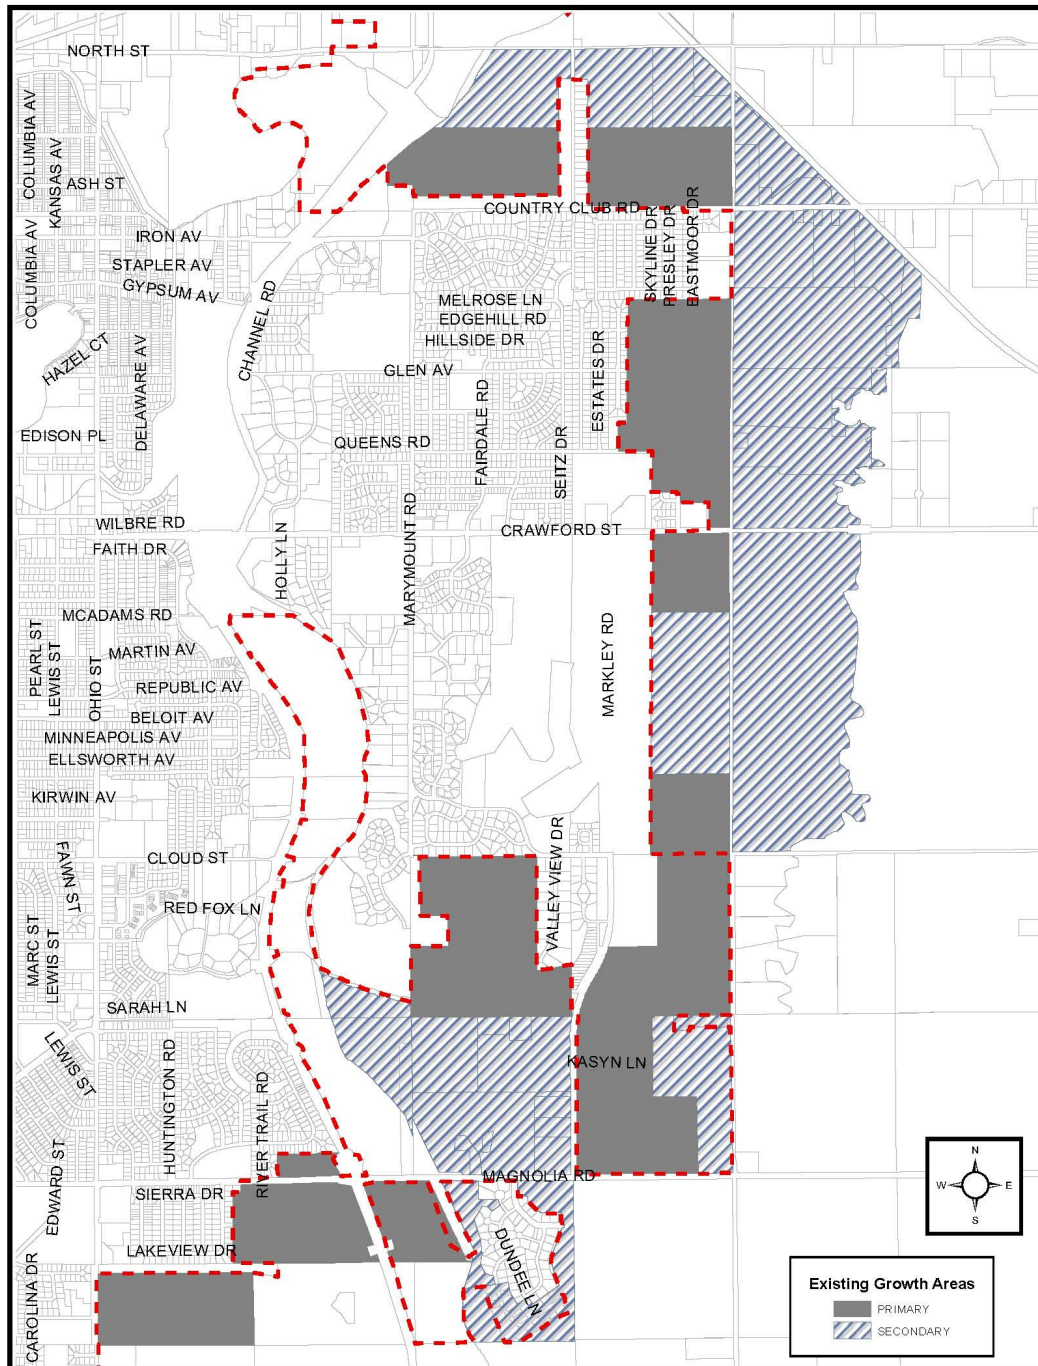 NORTH ST
COLUMBIA AV
KANSAS AV
ASH ST
COUNTRY CLUB RD
SKYLINE DR
PRESLEY DR
EASTMOOR DR
COLUMBIA AV
IRON AV
STAPLER AV
GYPSUM AV
CHANNEL RD
MELROSE LN
EDGEHILL RD
HILLSIDE DR
HAZEL CT
DELAWARE AV
GLEN AV
ESTATES DR
FAIRDALE RD
EDISON PL
QUEENS RD
SEITZ DR
MARYMOUNT RD
WILBRE RD
CRAWFORD ST
FAITH DR
HOLLY LN
MCADAMS RD
MARKLEY RD
PEARL ST
LEWIS ST
OHIO ST
MARTIN AV
REPUBLIC AV
BELOIT AV
MINNEAPOLIS AV
ELLSWORTH AV
KIRWIN AV
FAWN ST
CLOUD ST
VALLEY VIEW DR
RED FOX LN
MARC ST
LEWIS ST
SARAH LN
LEWIS ST
HUNTINGTON RD
RIVER TRAIL RD
KASYN LN
EDWARD ST
MAGNOLIA RD
SIERRA DR
LAKEVIEW DR
DUNDEE LN
CAROLINA DR
N
W E
S
Existing Growth Areas
PRIMARY
SECONDARY